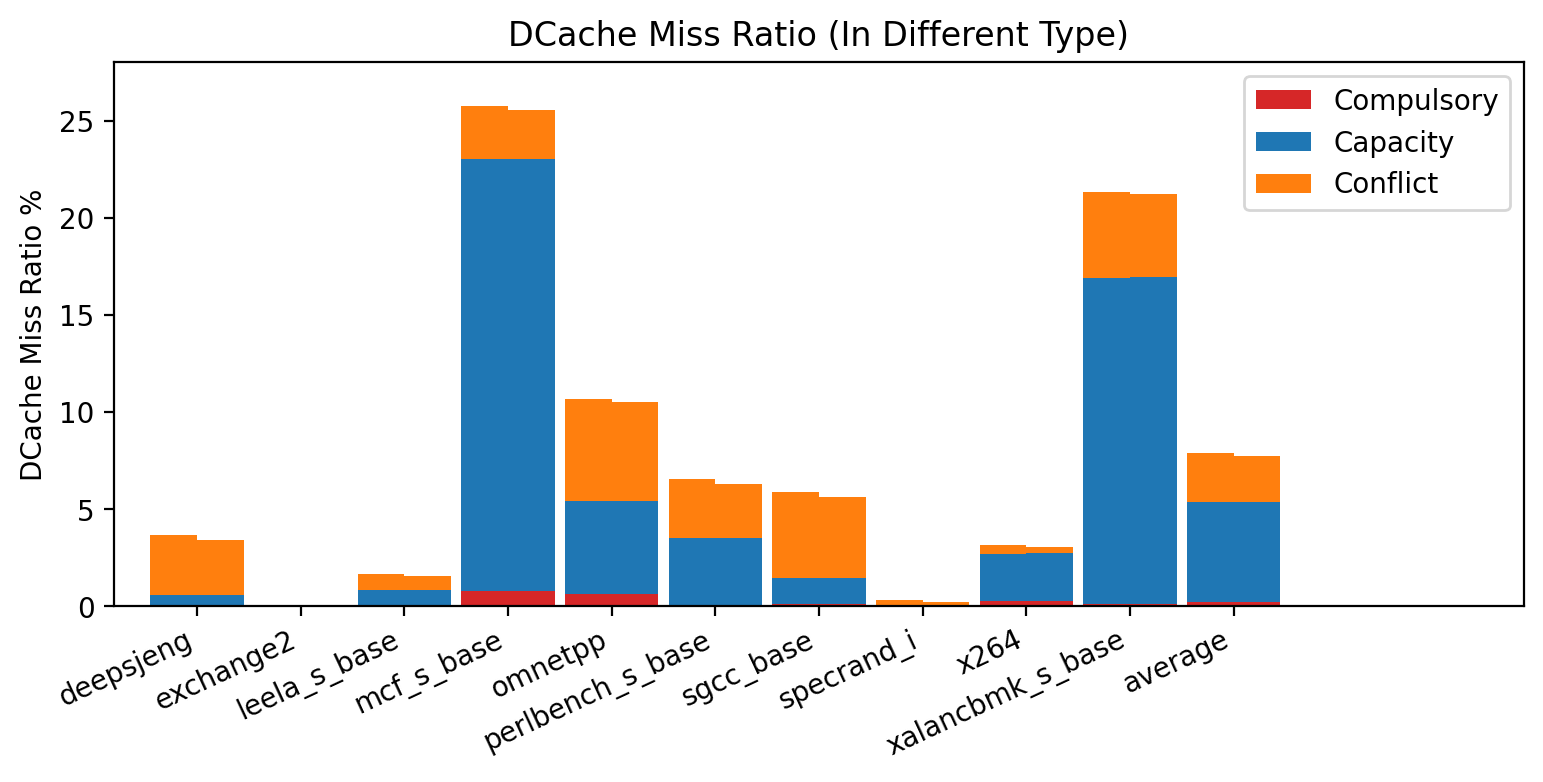 DCache Miss Ratio (In Different Type)
DCache Miss Ratio %
25
20
15
10
5
0
Compulsory
Capacity
Conflict
deepsjeng
exchange2
leela_s_base
mcf_s_base
omnetpp
perlbench_s_base
sgcc_base
specrand_i
x264
xalancbmk_s_base
average